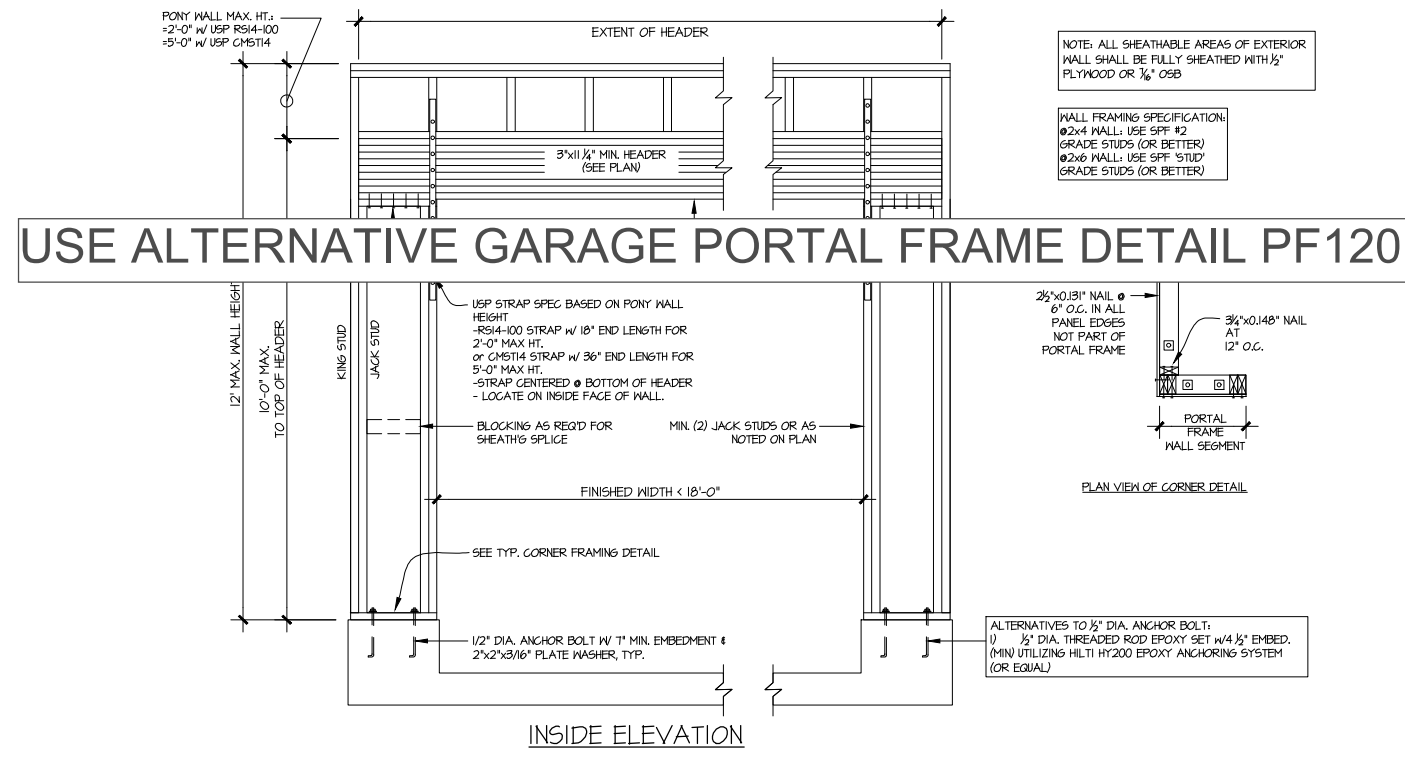 PONY WALL MAX. HT.:
=2'-0" W/ USP RS14-100
=5'-0" W/ USP CMST14
EXTENT OF HEADER
NOTE: ALL SHEATHABLE AREAS OF EXTERIOR
WALL SHALL BE FULLY SHEATHED WITH ½"
PLYWOOD OR 7/16" OSB
WALL FRAMING SPECIFICATION:
@2x4 WALL: USE SPF #2
GRADE STUDS (OR BETTER)
@2x6 WALL: USE SPF 'STUD'
GRADE STUDS (OR BETTER)
3"x11 ¼" MIN. HEADER
(SEE PLAN)
USE ALTERNATIVE GARAGE PORTAL FRAME DETAIL PF120
12' MAX. WALL HEIGHT
10'-0" MAX.
TO TOP OF HEADER
KING STUD
JACK STUD
USP STRAP SPEC BASED ON PONY WALL
HEIGHT
-RS14-100 STRAP W/ 18" END LENGTH FOR
2'-0" MAX HT.
or CMST14 STRAP W/ 36" END LENGTH FOR
5'-0" MAX HT.
-STRAP CENTERED @ BOTTOM OF HEADER
- LOCATE ON INSIDE FACE OF WALL.
BLOCKING AS REQ'D FOR
SHEATH'G SPLICE
MIN. (2) JACK STUDS OR AS
NOTED ON PLAN
FINISHED WIDTH < 18'-0"
SEE TYP. CORNER FRAMING DETAIL
1/2" DIA. ANCHOR BOLT W/ 7" MIN. EMBEDMENT &
2"x2"x3/16" PLATE WASHER, TYP.
2½"x0.131" NAIL @
6" O.C. IN ALL
PANEL EDGES
NOT PART OF
PORTAL FRAME
3¼"x0.148" NAIL
AT
12" O.C.
PORTAL
FRAME
WALL SEGMENT
PLAN VIEW OF CORNER DETAIL
ALTERNATIVES TO ½" DIA. ANCHOR BOLT:
1) ½" DIA. THREADED ROD EPOXY SET W/4 ½" EMBED.
(MIN) UTILIZING HILTI HY200 EPOXY ANCHORING SYSTEM
(OR EQUAL)
INSIDE ELEVATION